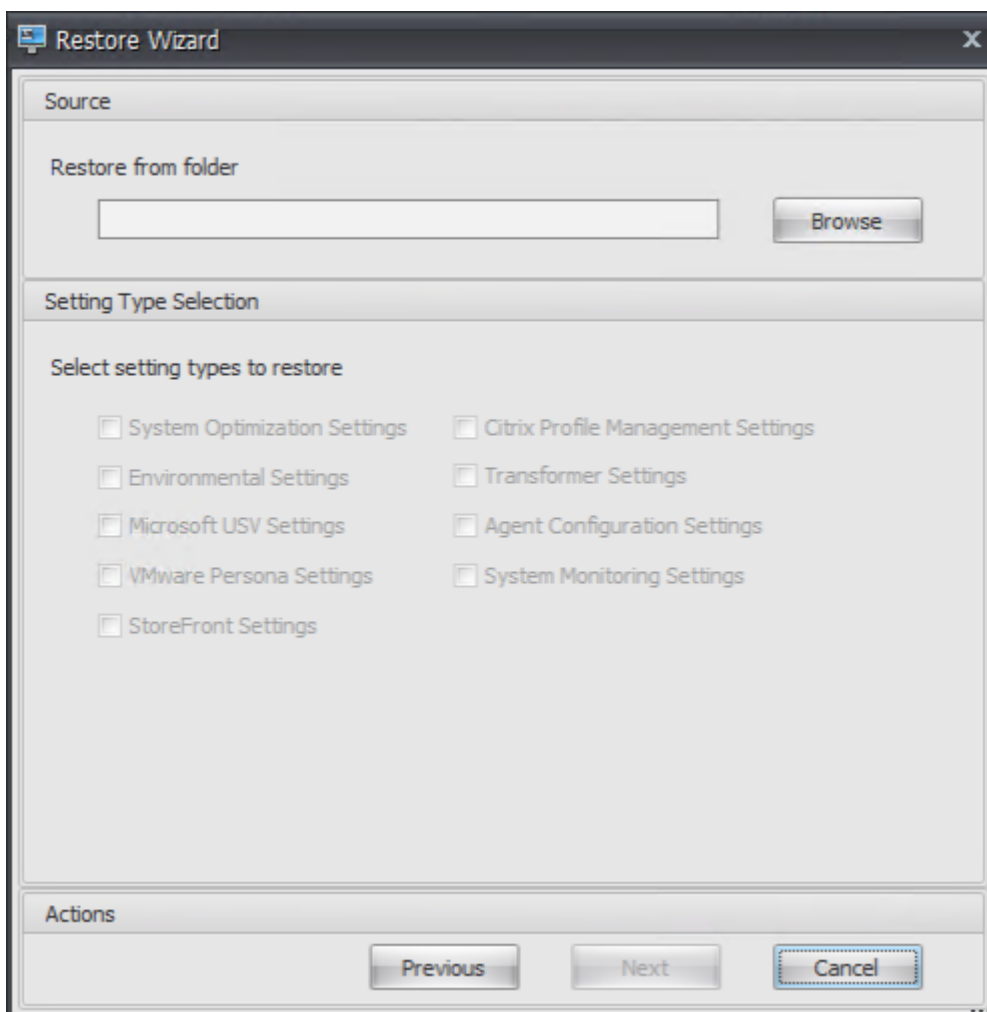 Restore Wizard
Source
Restore from folder
Browse
Setting Type Selection
Select setting types to restore
System Optimization Settings
Citrix Profile Management Settings
Environmental Settings
Transformer Settings
Microsoft USV Settings
Agent Configuration Settings
VMware Persona Settings
System Monitoring Settings
StoreFront Settings
Actions
Previous
Next
Cancel